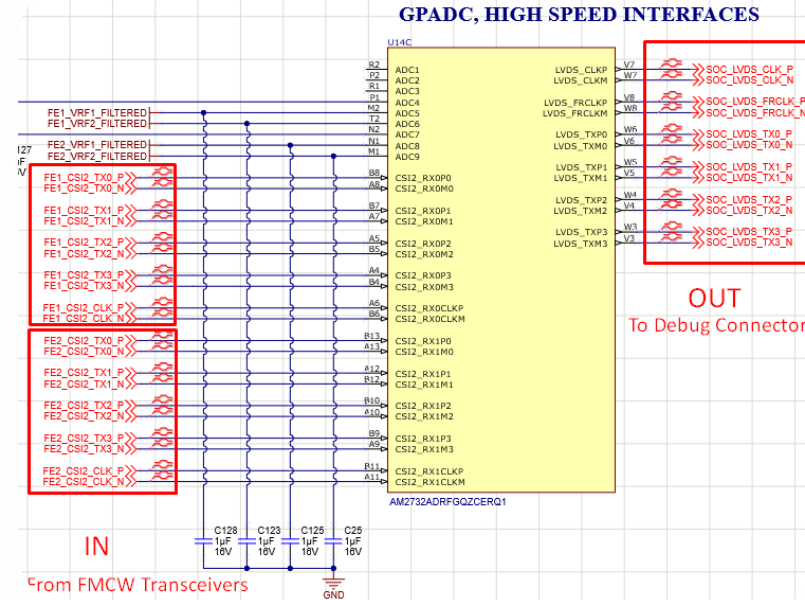 GPADC, HIGH SPEED INTERFACES
U14C
R2 ADC1
P2 ADC2
R1 ADC3
P1 ADC4
FE1_VRF1_FILTERED M2 ADC5
FE1_VRF2_FILTERED T2 ADC6
N2 ADC7
FE2_VRF1_FILTERED N1 ADC8
FE2_VRF2_FILTERED M1 ADC9
FE1_CSI2_TX0_P B8 CSI2_RX0P0
FE1_CSI2_TX0_N A8 CSI2_RX0M0
FE1_CSI2_TX1_P B7 CSI2_RX0P1
FE1_CSI2_TX1_N A7 CSI2_RX0M1
FE1_CSI2_TX2_P A5 CSI2_RX0P2
FE1_CSI2_TX2_N B5 CSI2_RX0M2
FE1_CSI2_TX3_P A4 CSI2_RX0P3
FE1_CSI2_TX3_N B4 CSI2_RX0M3
FE1_CSI2_CLK_P A6 CSI2_RX0CLKP
FE1_CSI2_CLK_N B6 CSI2_RX0CLKM
FE2_CSI2_TX0_P B13 CSI2_RX1P0
FE2_CSI2_TX0_N A13 CSI2_RX1M0
FE2_CSI2_TX1_P A12 CSI2_RX1P1
FE2_CSI2_TX1_N B12 CSI2_RX1M1
FE2_CSI2_TX2_P B10 CSI2_RX1P2
FE2_CSI2_TX2_N A10 CSI2_RX1M2
FE2_CSI2_TX3_P B9 CSI2_RX1P3
FE2_CSI2_TX3_N A9 CSI2_RX1M3
FE2_CSI2_CLK_P B11 CSI2_RX1CLKP
FE2_CSI2_CLK_N A11 CSI2_RX1CLKM
LVDS_CLKP V7 SOC_LVDS_CLK_P
LVDS_CLKM W7 SOC_LVDS_CLK_N
LVDS_FRCLKP V8 SOC_LVDS_FRCLK_P
LVDS_FRCLKM W8 SOC_LVDS_FRCLK_N
LVDS_TXP0 W6 SOC_LVDS_TX0_P
LVDS_TXM0 V6 SOC_LVDS_TX0_N
LVDS_TXP1 W5 SOC_LVDS_TX1_P
LVDS_TXM1 V5 SOC_LVDS_TX1_N
LVDS_TXP2 W4 SOC_LVDS_TX2_P
LVDS_TXM2 V4 SOC_LVDS_TX2_N
LVDS_TXP3 W3 SOC_LVDS_TX3_P
LVDS_TXM3 V3 SOC_LVDS_TX3_N
OUT
To Debug Connector
AM2732ADRFGQZCERQ1
C128 C123 C125 C25
1µF 1µF 1µF 1µF
16V 16V 16V 16V
IN
From FMCW Transceivers
GND